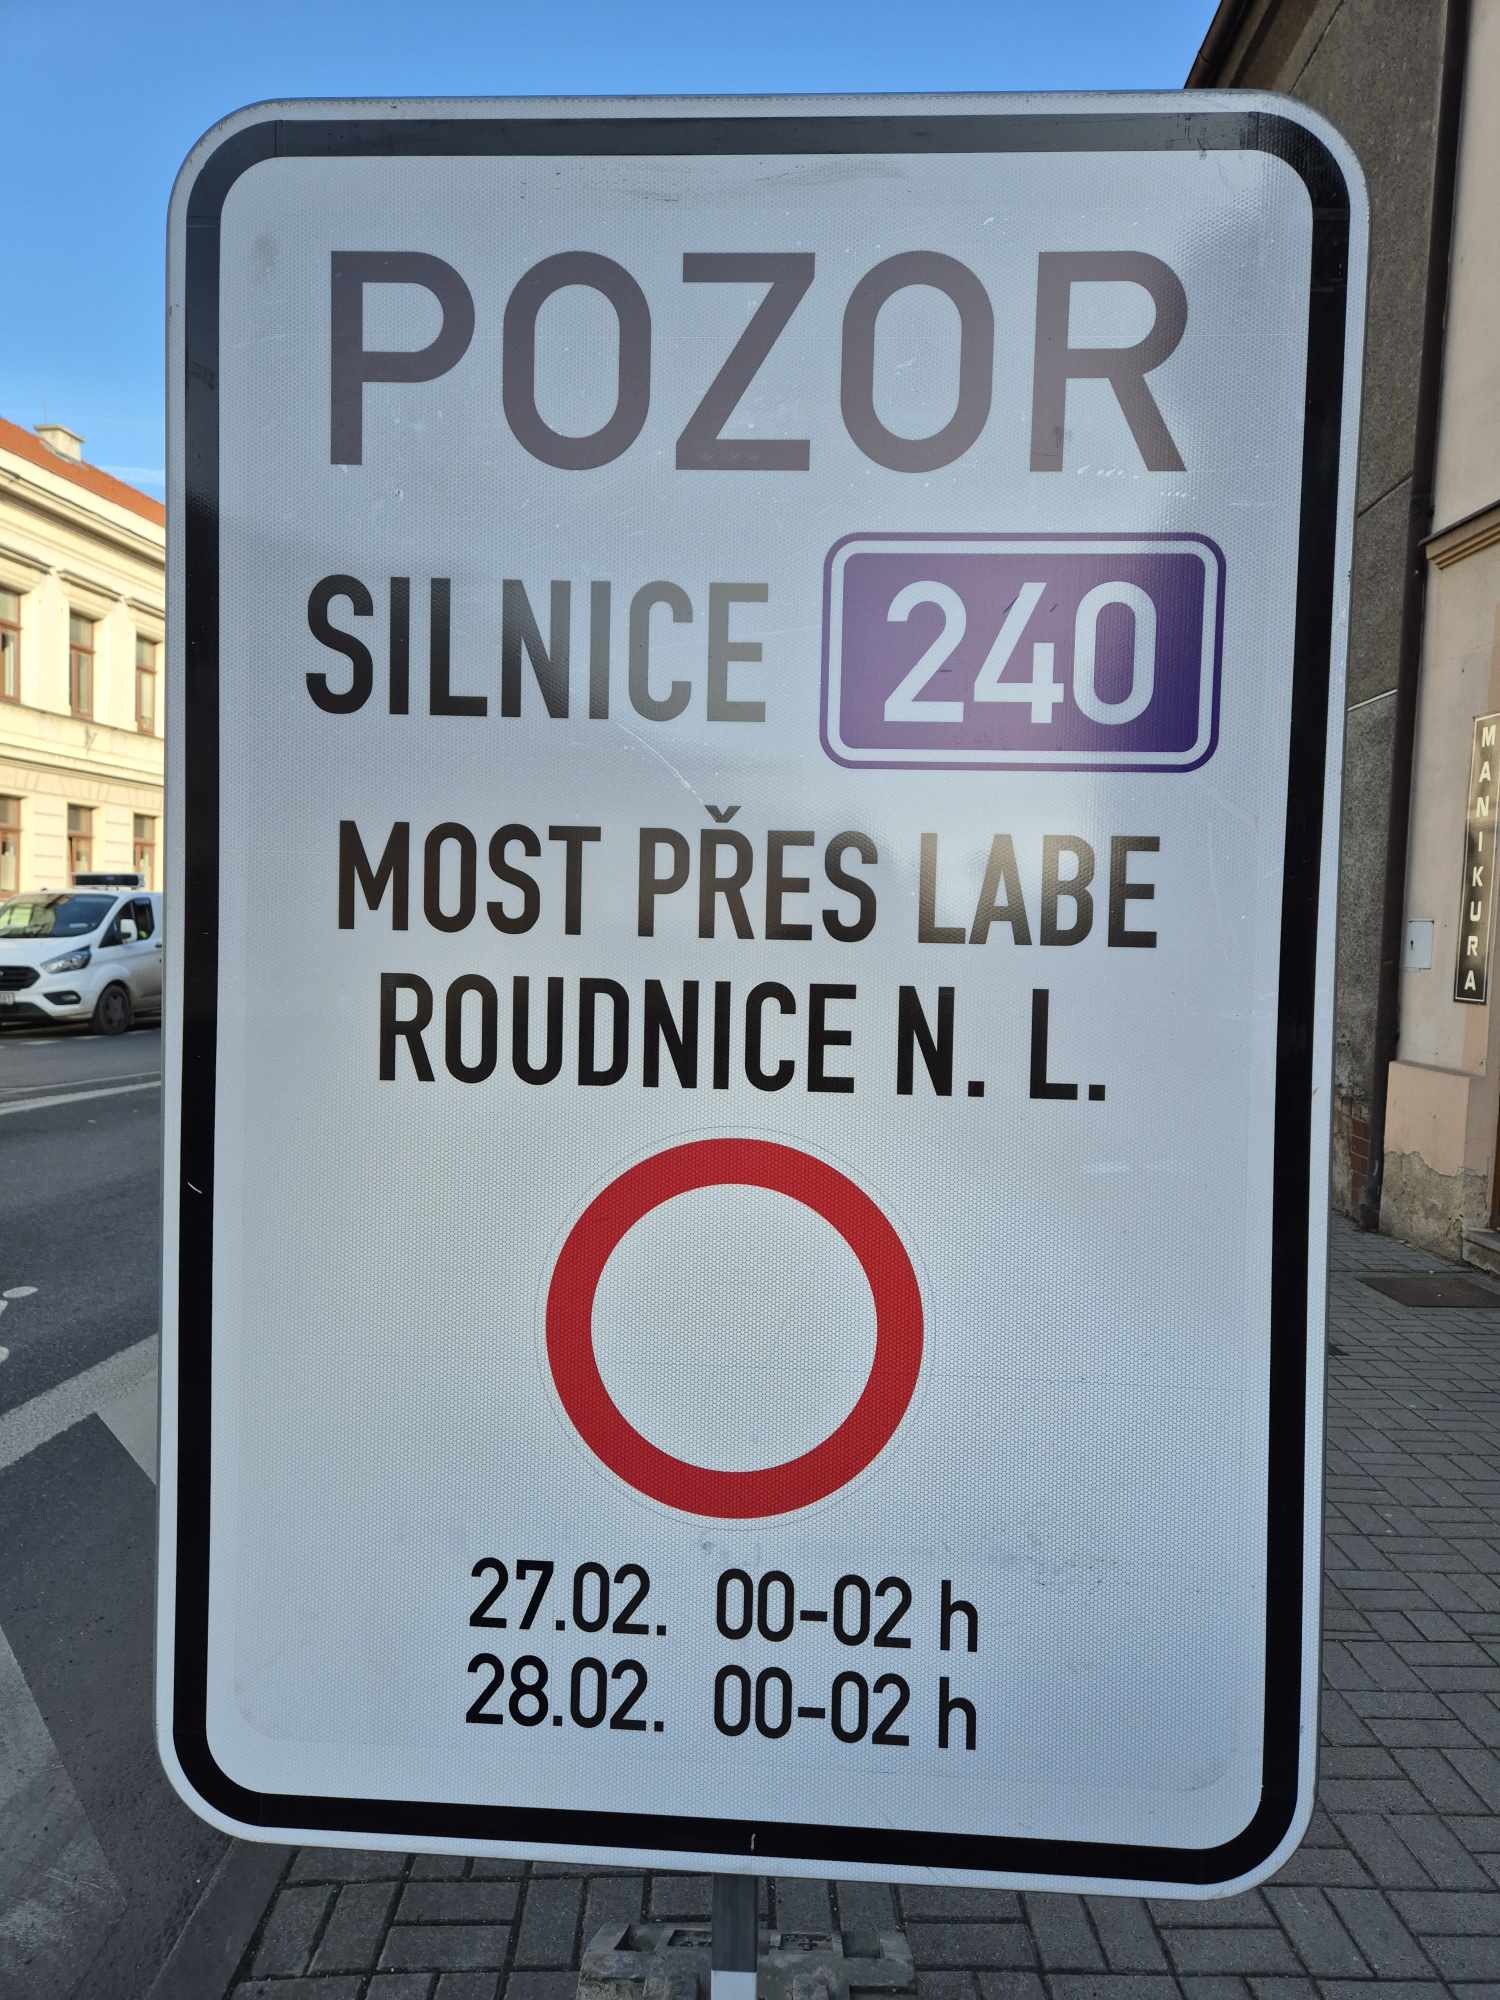 POZOR
SILNICE 240
MOST PŘES LABE
ROUDNICE N. L.
27.02. 00-02 h
28.02. 00-02 h
MANIKURA